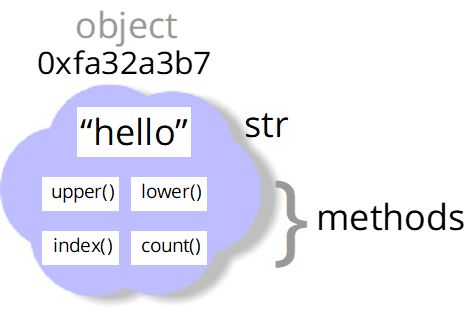 object
0xfa32a3b7
“hello”
str
upper() lower()
methods
index() count()